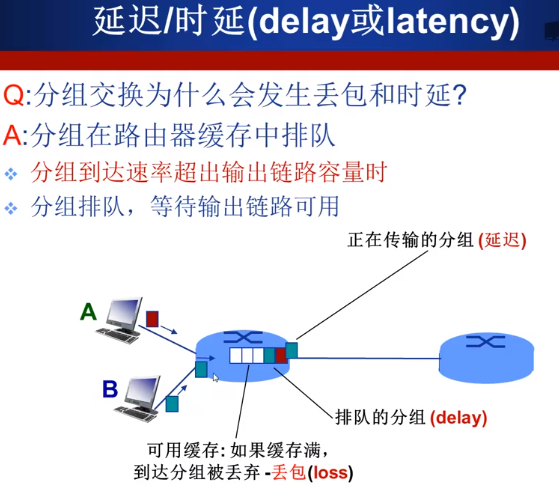 延迟/时延(delay或latency)
Q:分组交换为什么会发生丢包和时延?
A:分组在路由器缓存中排队
分组到达速率超出输出链路容量时
分组排队，等待输出链路可用
正在传输的分组 (延迟)
A
B
排队的分组 (delay)
可用缓存: 如果缓存满，
到达分组被丢弃 -丢包(loss)